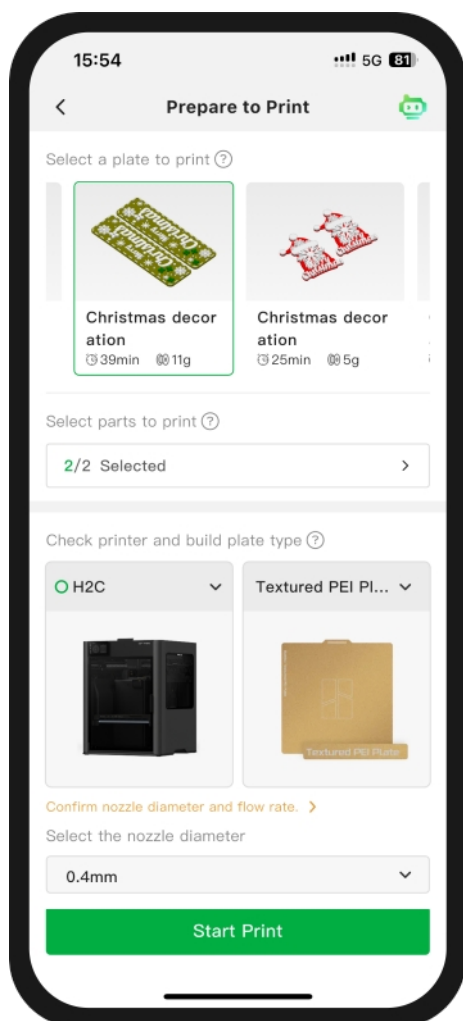 15:54
5G 81
Prepare to Print
Select a plate to print ?
Christmas
Christmas
Christmas decor
ation
39min 11g
Christmas decor
ation
25min 5g
Select parts to print ?
2/2 Selected
Check printer and build plate type ?
H2C
Textured PEI Pl...
Textured PEI Plate
Confirm nozzle diameter and flow rate.
Select the nozzle diameter
0.4mm
Start Print